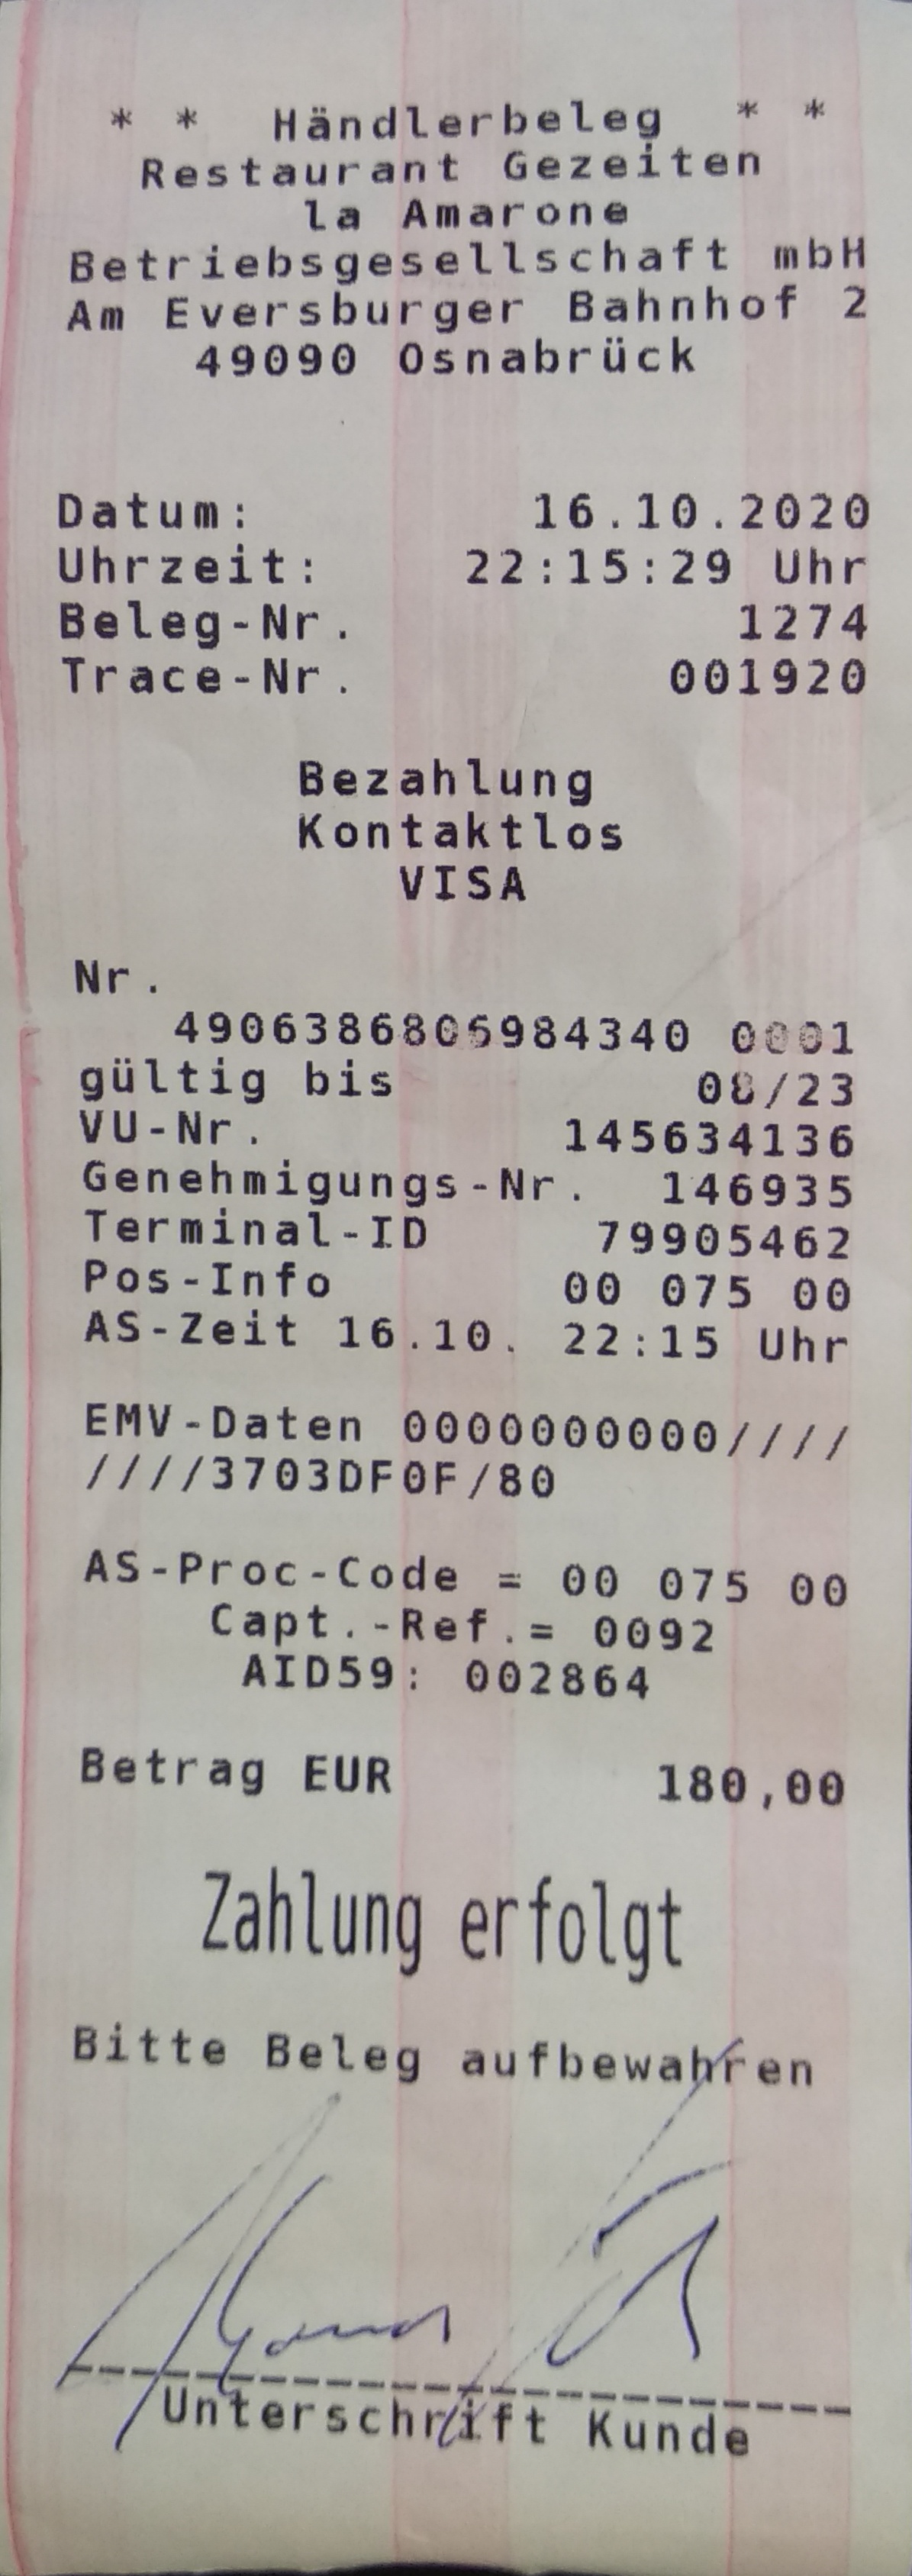 * * Händlerbeleg * *
Restaurant Gezeiten
la Amarone
Betriebsgesellschaft mbH
Am Eversburger Bahnhof 2
49090 Osnabrück
Datum: 16.10.2020
Uhrzeit: 22:15:29 Uhr
Beleg-Nr. 1274
Trace-Nr. 001920
Bezahlung
Kontaktlos
VISA
Nr.
0001
gültig bis 08/23
VU-Nr. 145634136
Genehmigungs-Nr. 146935
Terminal-ID 79905462
Pos-Info 00 075 00
AS-Zeit 16.10. 22:15 Uhr
EMV-Daten 0000000000////
////3703DF0F/80
AS-Proc-Code = 00 075 00
Capt.-Ref.= 0092
AID59: 002864
Betrag EUR 180,00
Zahlung erfolgt
Bitte Beleg aufbewahren
Unterschrift Kunde